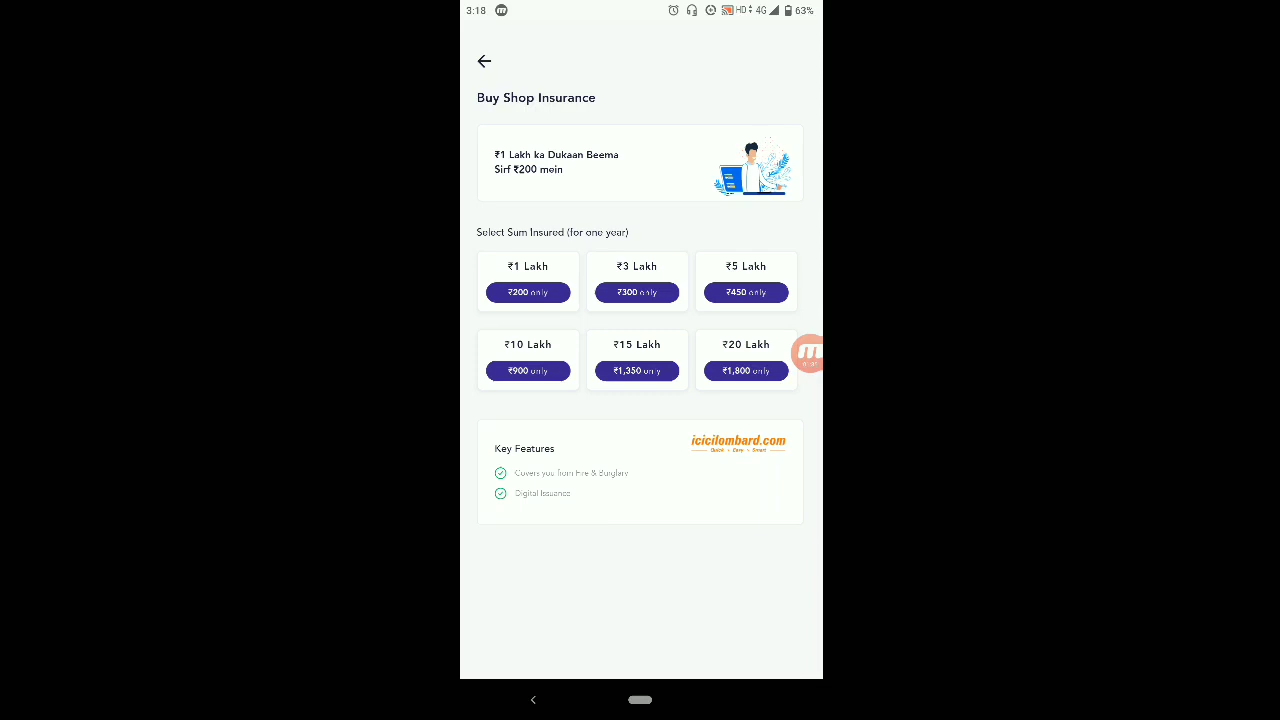 3:18
HD 4G 63%
Buy Shop Insurance
₹1 Lakh ka Dukaan Beema
Sirf ₹200 mein
Select Sum Insured (for one year)
₹1 Lakh ₹3 Lakh ₹5 Lakh
₹200 only ₹300 only ₹450 only
₹10 Lakh ₹15 Lakh ₹20 Lakh
₹900 only ₹1,350 only ₹1,800 only
icicilombard.com
Quick • Easy • Smart
Key Features
Covers you from Fire & Burglary
Digital Issuance